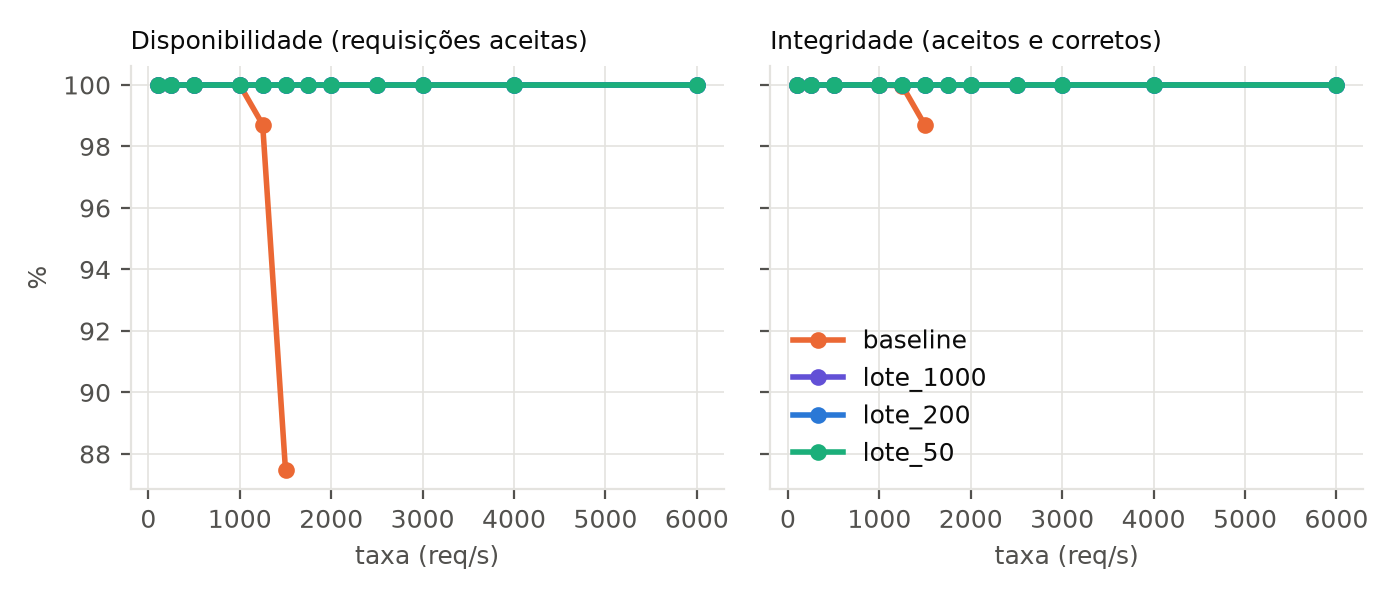 Disponibilidade (requisições aceitas)
Integridade (aceitos e corretos)
100
98
96
94
92
90
88
%
baseline
lote_1000
lote_200
lote_50
0 1000 2000 3000 4000 5000 6000
0 1000 2000 3000 4000 5000 6000
taxa (req/s)
taxa (req/s)